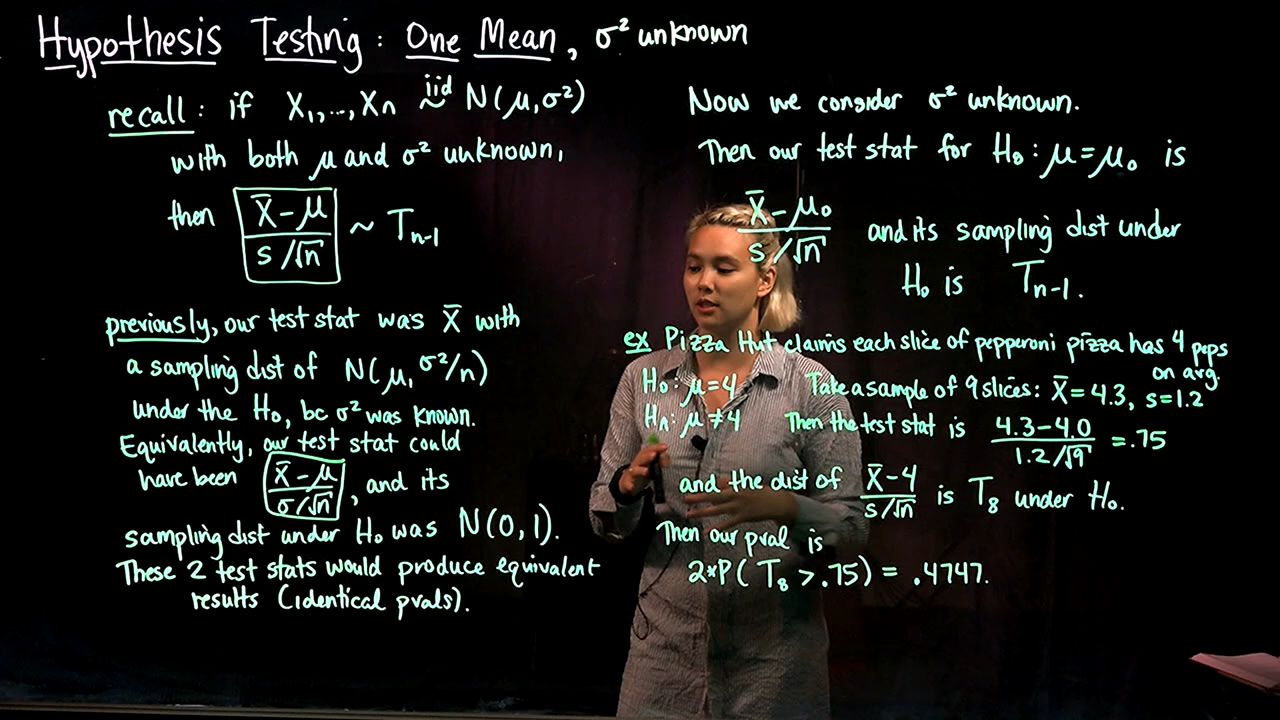 Hypothesis Testing: One Mean, σ² unknown
recall: if X₁,...,Xₙ iid ~ N(μ,σ²)
with both μ and σ² unknown,
then X̄-μ / s/√n ~ Tₙ₋₁
previously, our test stat was X̄ with
a sampling dist of N(μ, σ²/n)
under the H₀, bc σ² was known.
Equivalently, our test stat could
have been X̄-μ / σ/√n, and its
sampling dist under H₀ was N(0,1).
These 2 test stats would produce equivalent
results (identical pvals).
Now we consider σ² unknown.
Then our test stat for H₀: μ=μ₀ is
X̄-μ₀ / s/√n and its sampling dist under
H₀ is Tₙ₋₁.
ex Pizza Hut claims each slice of pepperoni pizza has 4 peps
on avg.
H₀: μ=4 Take a sample of 9 slices: X̄=4.3, s=1.2
Hₐ: μ≠4 Then the test stat is 4.3-4.0 / 1.2/√9 = .75
and the dist of X̄-4 / s/√n is T₈ under H₀.
Then our pval is
2*P(T₈ >.75) = .4747.